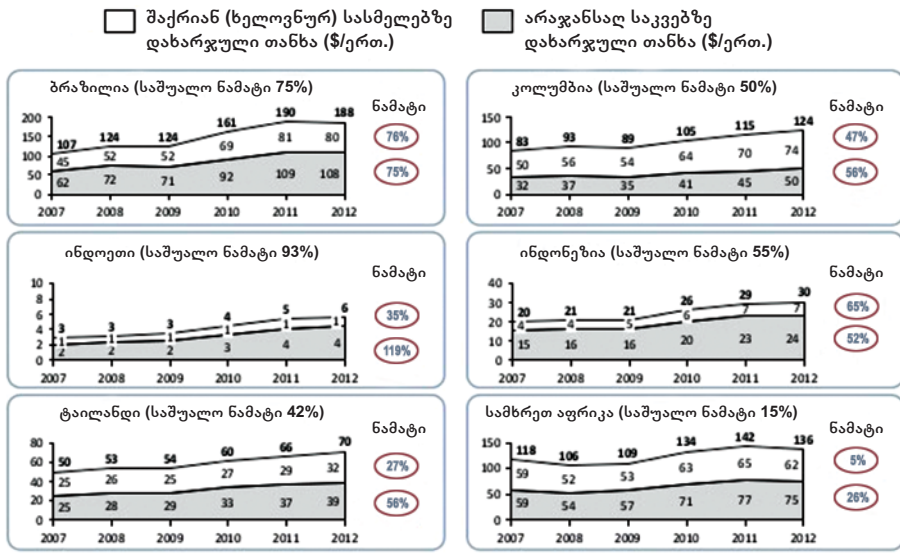 შაქრიან (ხელოვნურ) სასმელებზე
დახარჯული თანხა ($/ერთ.)
არაჯანსაღ საკვებზე
დახარჯული თანხა ($/ერთ.)
ბრაზილია (საშუალო ნამატი 75%)
ნამატი
200
150
100
50
0
107 124 124 161 190 188
45 52 52 69 81 80
62 72 71 92 109 108
76%
75%
2007 2008 2009 2010 2011 2012
კოლუმბია (საშუალო ნამატი 50%)
ნამატი
150
100
50
0
83 93 89 105 115 124
50 56 54 64 70 74
32 37 35 41 45 50
47%
56%
2007 2008 2009 2010 2011 2012
ინდოეთი (საშუალო ნამატი 93%)
ნამატი
10
8
6
4
2
0
3 3 3 4 5 6
1 1 1 1 1 1
2 2 2 3 4 4
35%
119%
2007 2008 2009 2010 2011 2012
ინდონეზია (საშუალო ნამატი 55%)
ნამატი
40
30
20
10
0
20 21 21 26 29 30
4 4 5 6 7 7
15 16 16 20 23 24
65%
52%
2007 2008 2009 2010 2011 2012
ტაილანდი (საშუალო ნამატი 42%)
ნამატი
80
60
40
20
0
50 53 54 60 66 70
25 26 25 27 29 32
25 28 29 33 37 39
27%
56%
2007 2008 2009 2010 2011 2012
სამხრეთ აფრიკა (საშუალო ნამატი 15%)
ნამატი
150
100
50
0
118 106 109 134 142 136
59 52 53 63 65 62
59 54 57 71 77 75
5%
26%
2007 2008 2009 2010 2011 2012